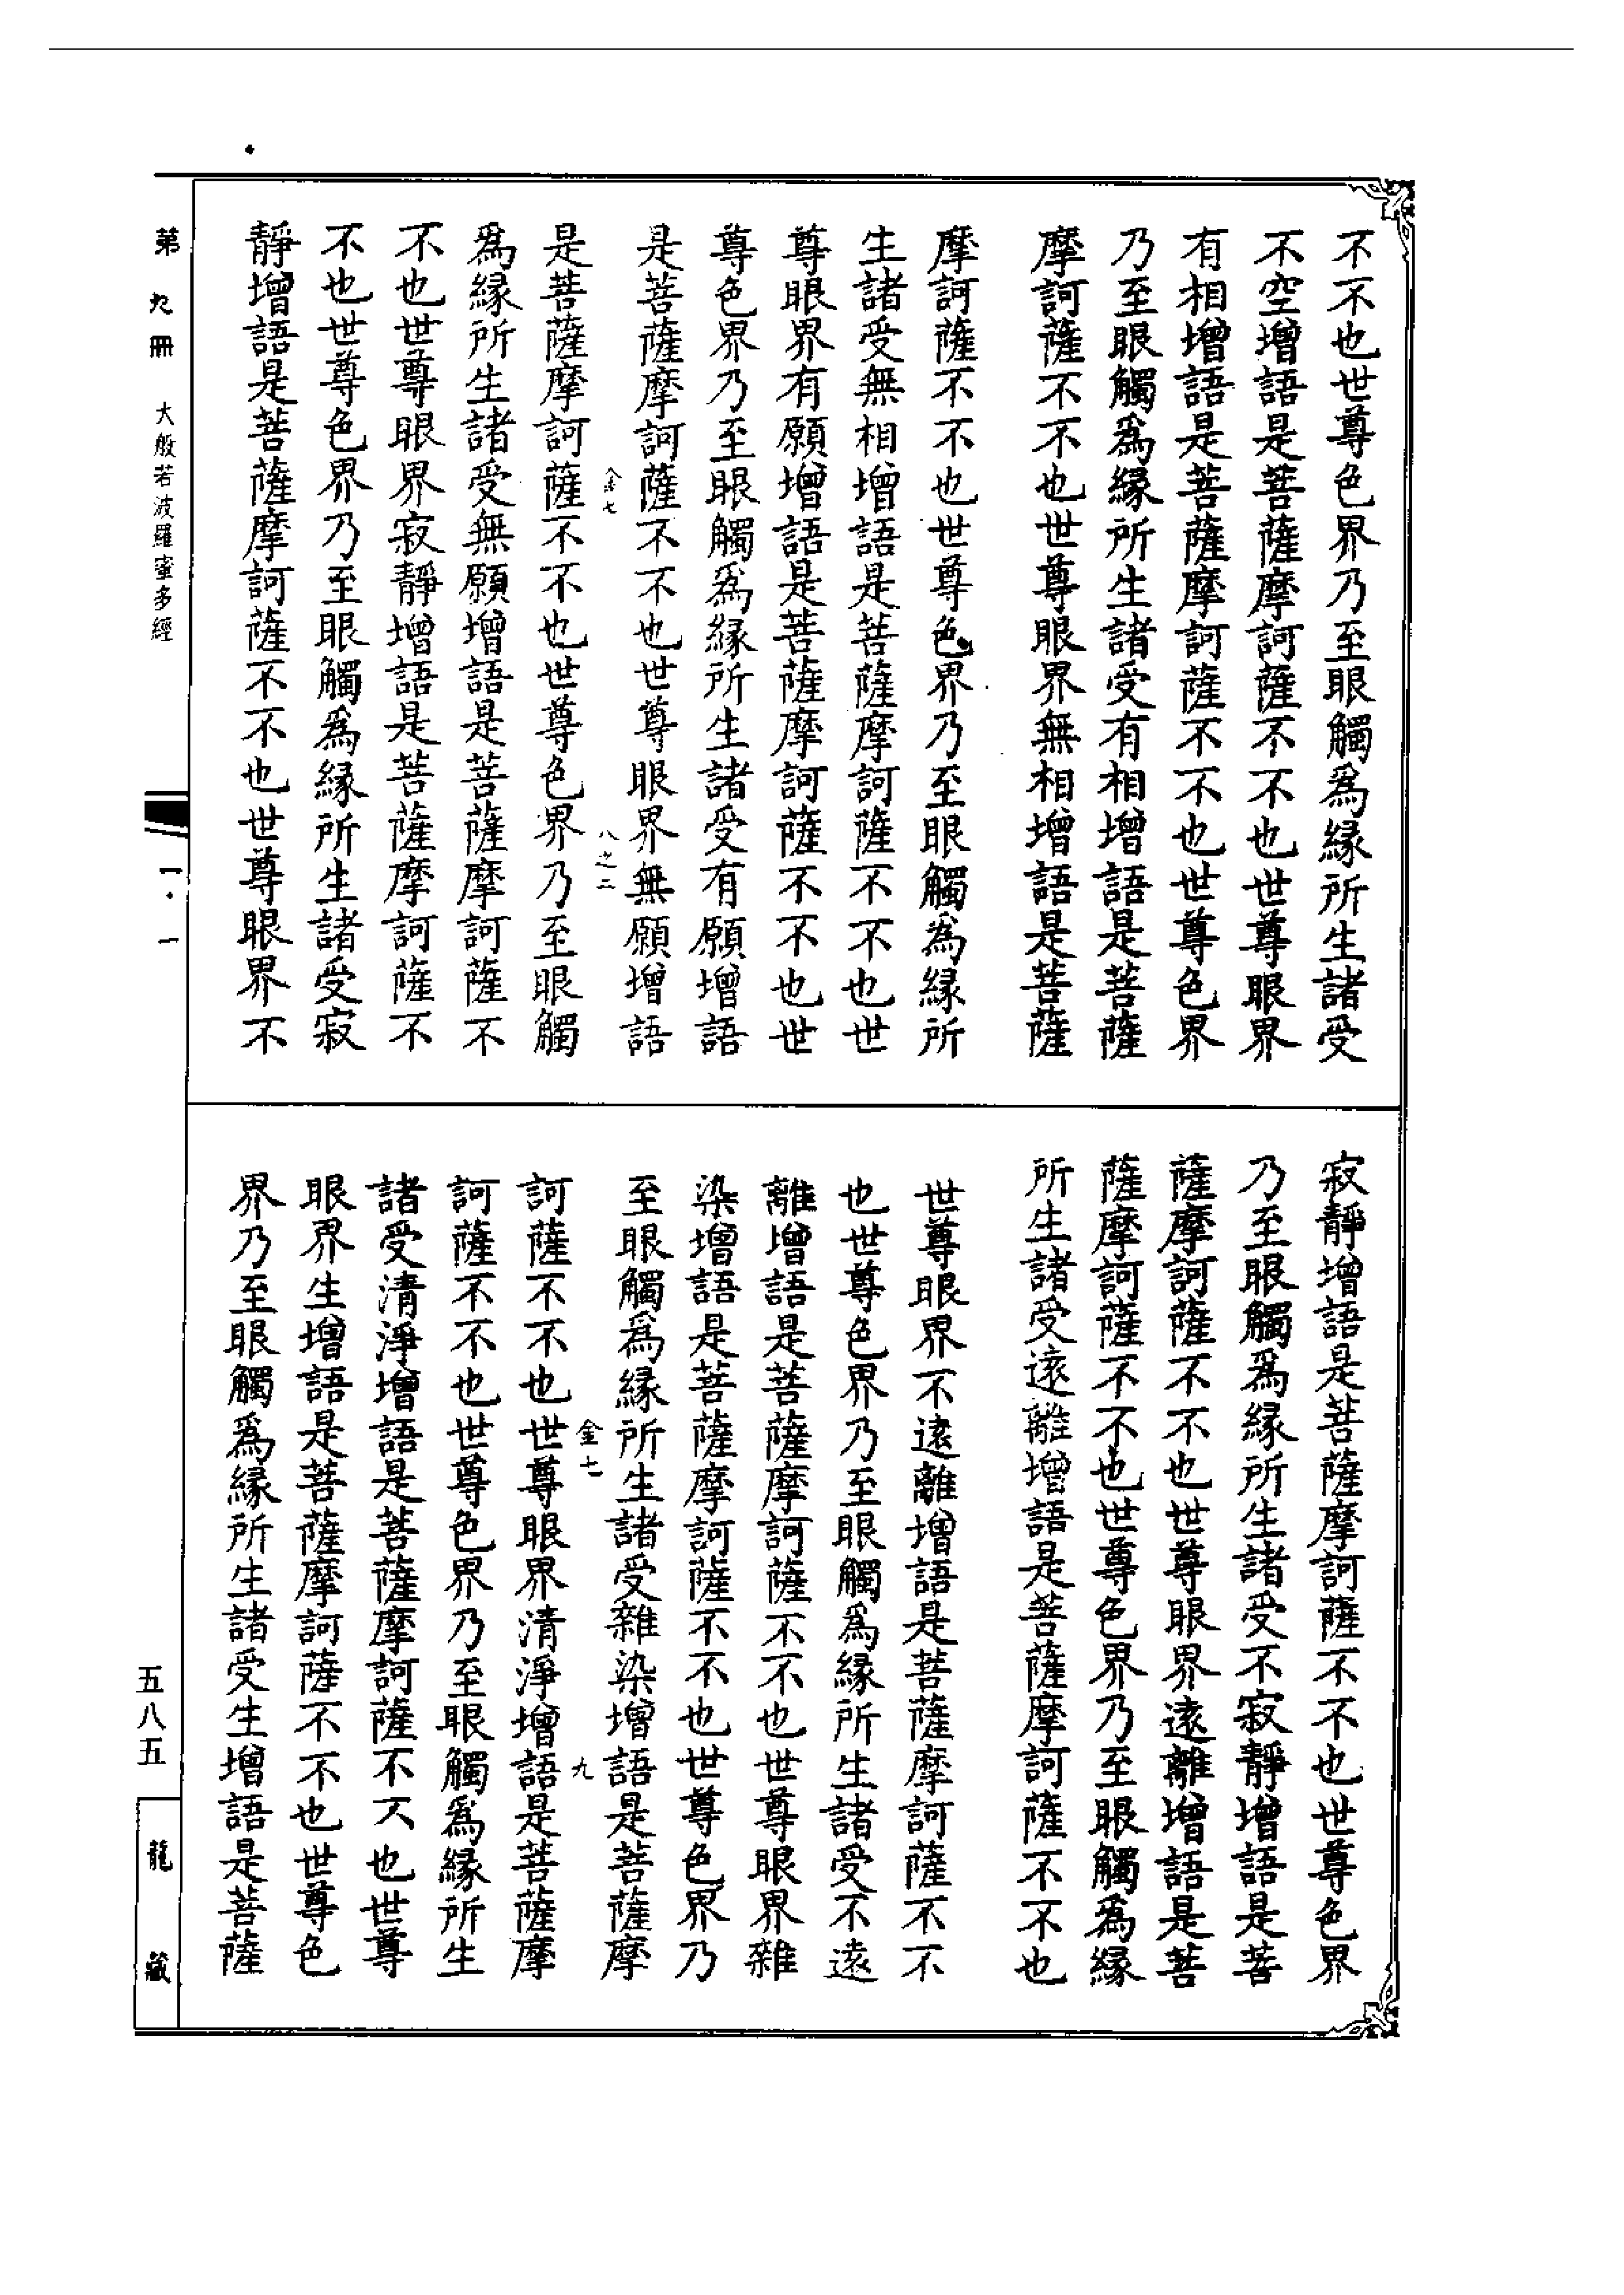 不不也世尊色界乃至眼觸爲縁所生諸受
不空增語是菩薩摩訶薩不不也世尊眼界
有相增語是菩薩摩訶薩不不也世尊色界
乃至眼觸爲縁所生諸受有相增語是菩薩
摩訶薩不不也世尊眼界無相增語是菩薩
摩訶薩不不也世尊色界乃至眼觸爲縁所
生諸受無相增語是菩薩摩訶薩不不也世
尊眼界有願增語是菩薩摩訶薩不不也世
尊色界乃至眼觸爲縁所生諸受有願增語
是菩薩摩訶薩不不也世尊眼界無願增語
金七 八之二
是菩薩摩訶薩不不也世尊色界乃至眼觸
爲縁所生諸受無願增語是菩薩摩訶薩不
不也世尊眼界寂靜增語是菩薩摩訶薩不
不也世尊色界乃至眼觸爲縁所生諸受寂
靜增語是菩薩摩訶薩不不也世尊眼界不
寂靜增語是菩薩摩訶薩不不也世尊色界
乃至眼觸爲縁所生諸受不寂靜增語是菩
薩摩訶薩不不也世尊眼界遠離增語是菩
薩摩訶薩不不也世尊色界乃至眼觸爲縁
所生諸受遠離增語是菩薩摩訶薩不不也
世尊眼界不遠離增語是菩薩摩訶薩不不
也世尊色界乃至眼觸爲縁所生諸受不遠
離增語是菩薩摩訶薩不不也世尊眼界雜
染增語是菩薩摩訶薩不不也世尊色界乃
至眼觸爲縁所生諸受雜染增語是菩薩摩
金七 九
訶薩不不也世尊眼界清淨增語是菩薩摩
訶薩不不也世尊色界乃至眼觸爲縁所生
諸受清淨增語是菩薩摩訶薩不不也世尊
眼界生增語是菩薩摩訶薩不不也世尊色
界乃至眼觸爲縁所生諸受生增語是菩薩
第九冊 大般若波羅蜜多經 一·一
五八五 龍藏